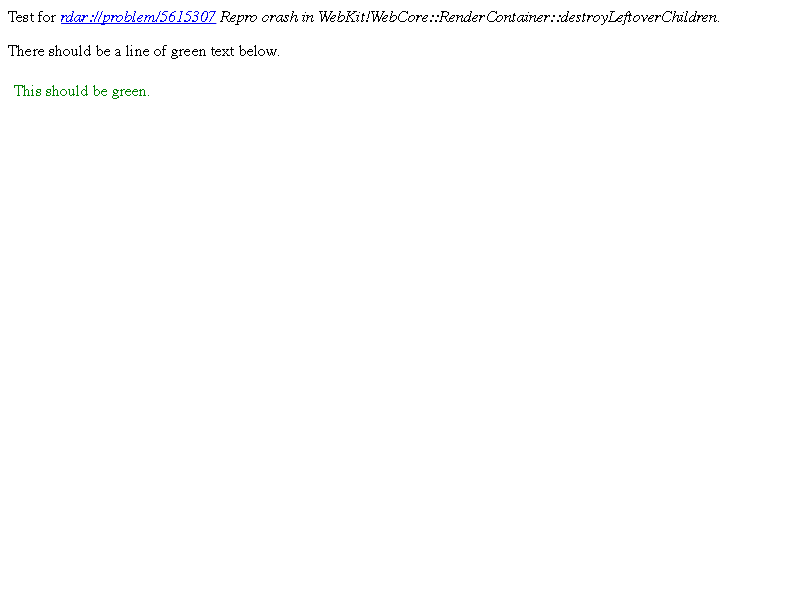 Test for rdar://problem/5615307 Repro crash in WebKit!WebCore::RenderContainer::destroyLeftoverChildren.
There should be a line of green text below.
This should be green.